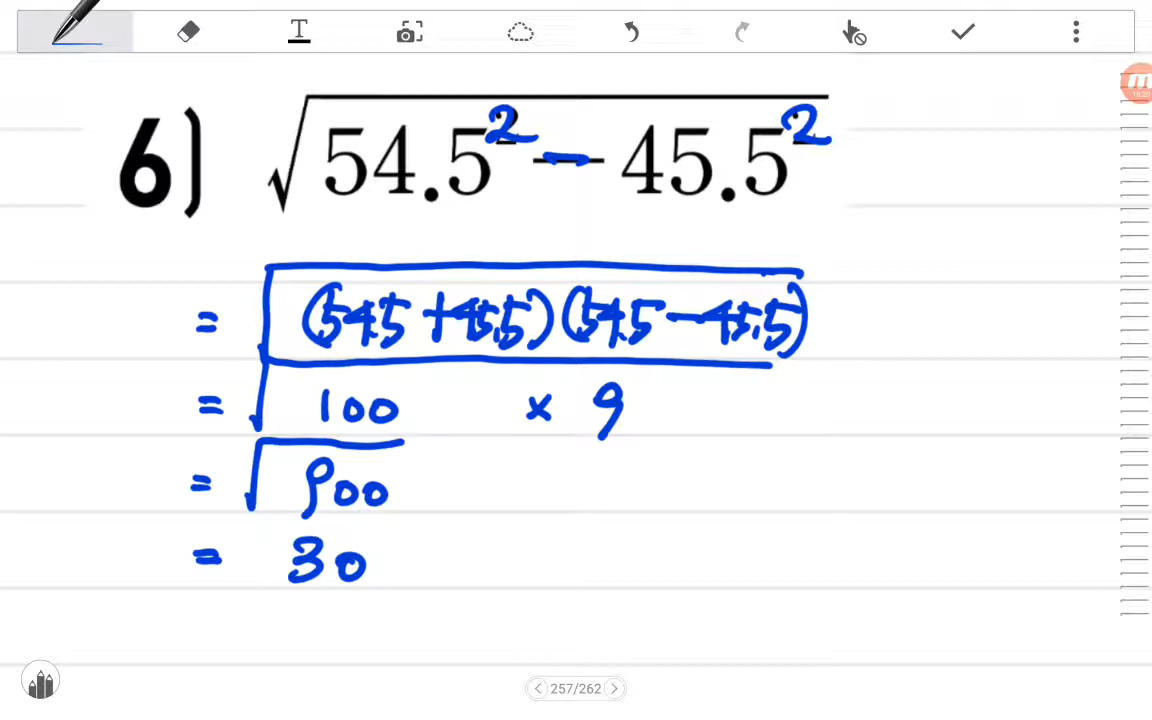 6) √54.5² − 45.5²
= √(54.5 + 45.5)(54.5 − 45.5)
= √100 × 9
= √900
= 30
257/262